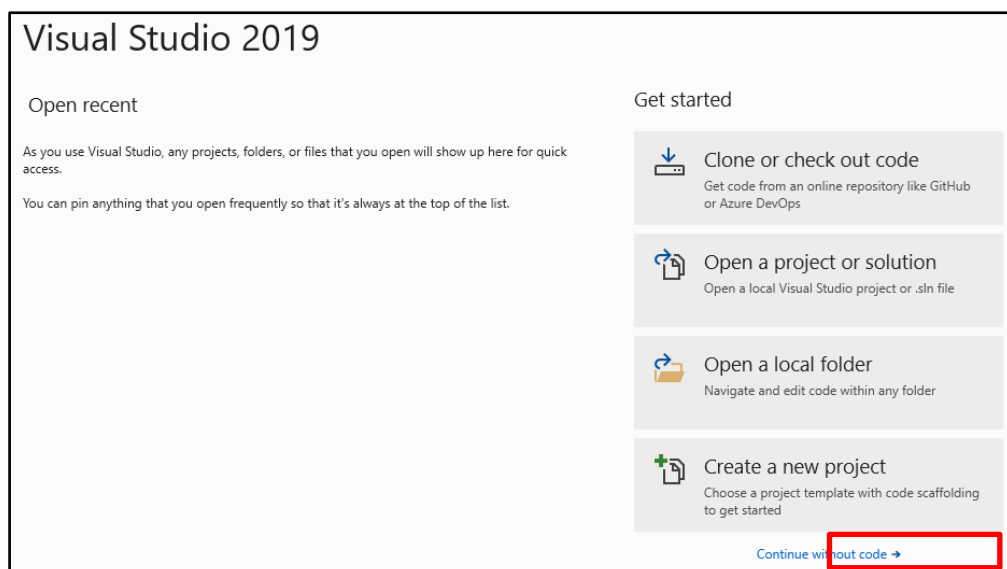 Visual Studio 2019
Open recent
As you use Visual Studio, any projects, folders, or files that you open will show up here for quick
access.
You can pin anything that you open frequently so that it's always at the top of the list.
Get started
Clone or check out code
Get code from an online repository like GitHub
or Azure DevOps
Open a project or solution
Open a local Visual Studio project or .sln file
Open a local folder
Navigate and edit code within any folder
Create a new project
Choose a project template with code scaffolding
to get started
Continue without code →